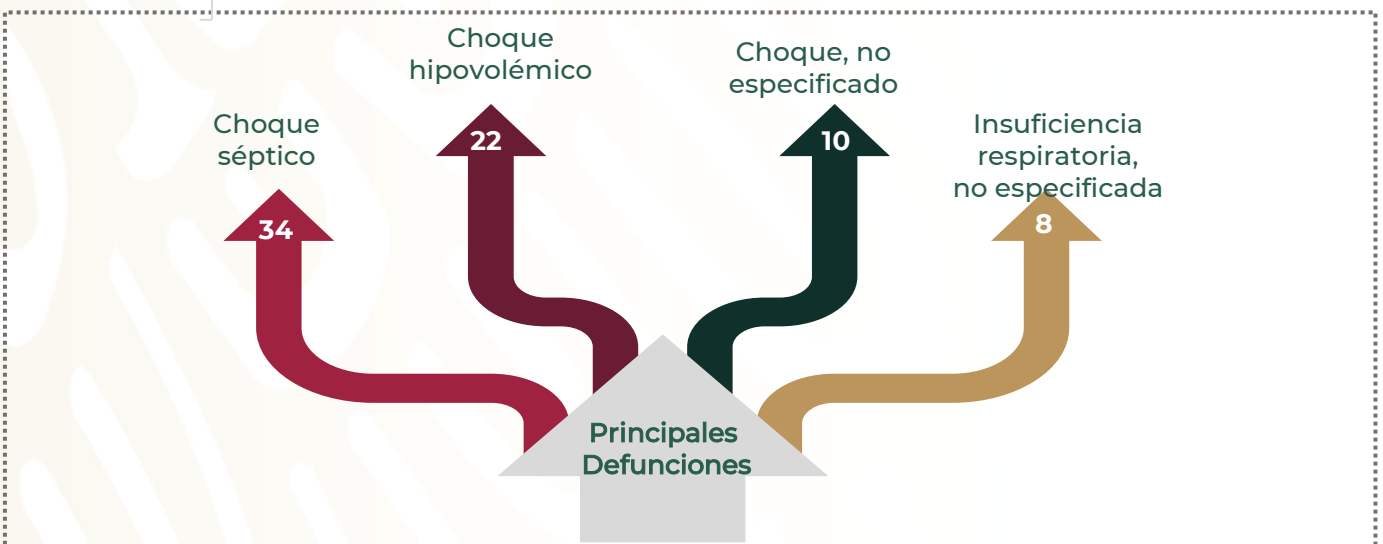 Choque
hipovolémico
Choque, no
especificado
Choque
séptico
Insuficiencia
respiratoria,
no especificada
22
10
34
8
Principales
Defunciones